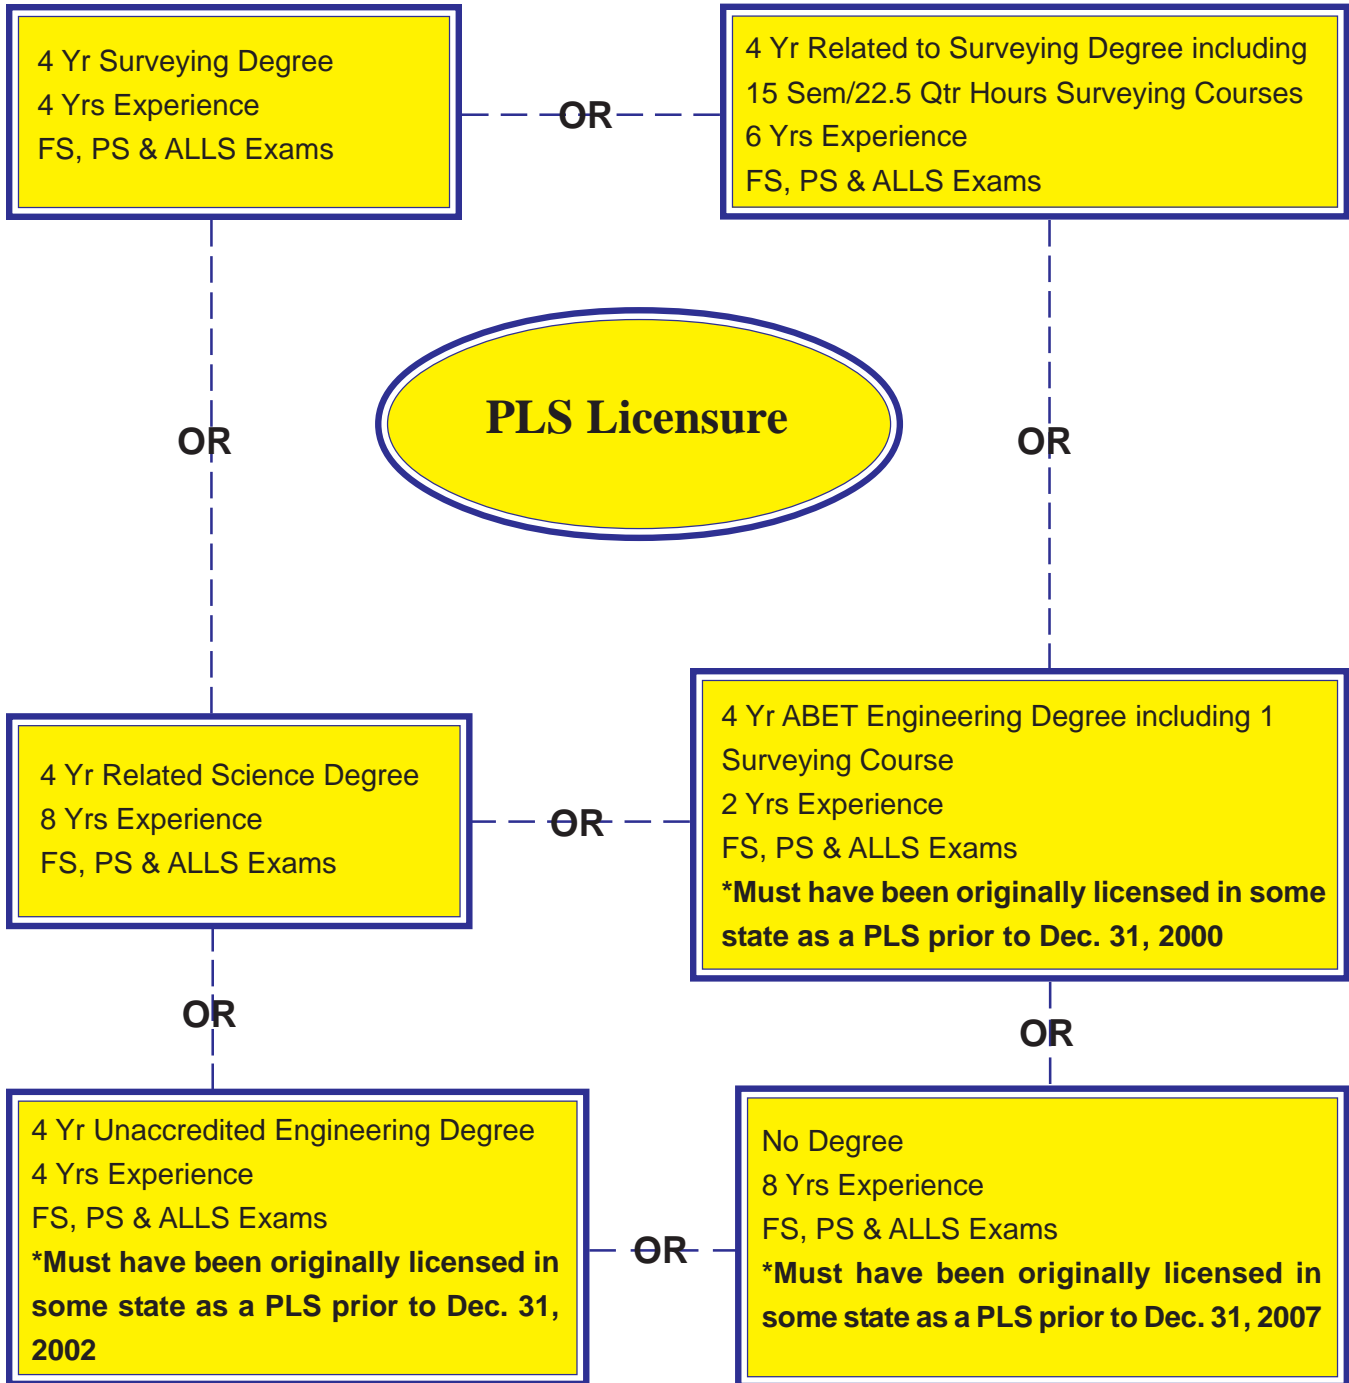 4 Yr Surveying Degree
4 Yrs Experience
FS, PS & ALLS Exams
OR
4 Yr Related to Surveying Degree including
15 Sem/22.5 Qtr Hours Surveying Courses
6 Yrs Experience
FS, PS & ALLS Exams
PLS Licensure
OR
OR
4 Yr Related Science Degree
8 Yrs Experience
FS, PS & ALLS Exams
OR
4 Yr ABET Engineering Degree including 1
Surveying Course
2 Yrs Experience
FS, PS & ALLS Exams
*Must have been originally licensed in some
state as a PLS prior to Dec. 31, 2000
OR
OR
4 Yr Unaccredited Engineering Degree
4 Yrs Experience
FS, PS & ALLS Exams
*Must have been originally licensed in
some state as a PLS prior to Dec. 31,
2002
OR
No Degree
8 Yrs Experience
FS, PS & ALLS Exams
*Must have been originally licensed in
some state as a PLS prior to Dec. 31, 2007